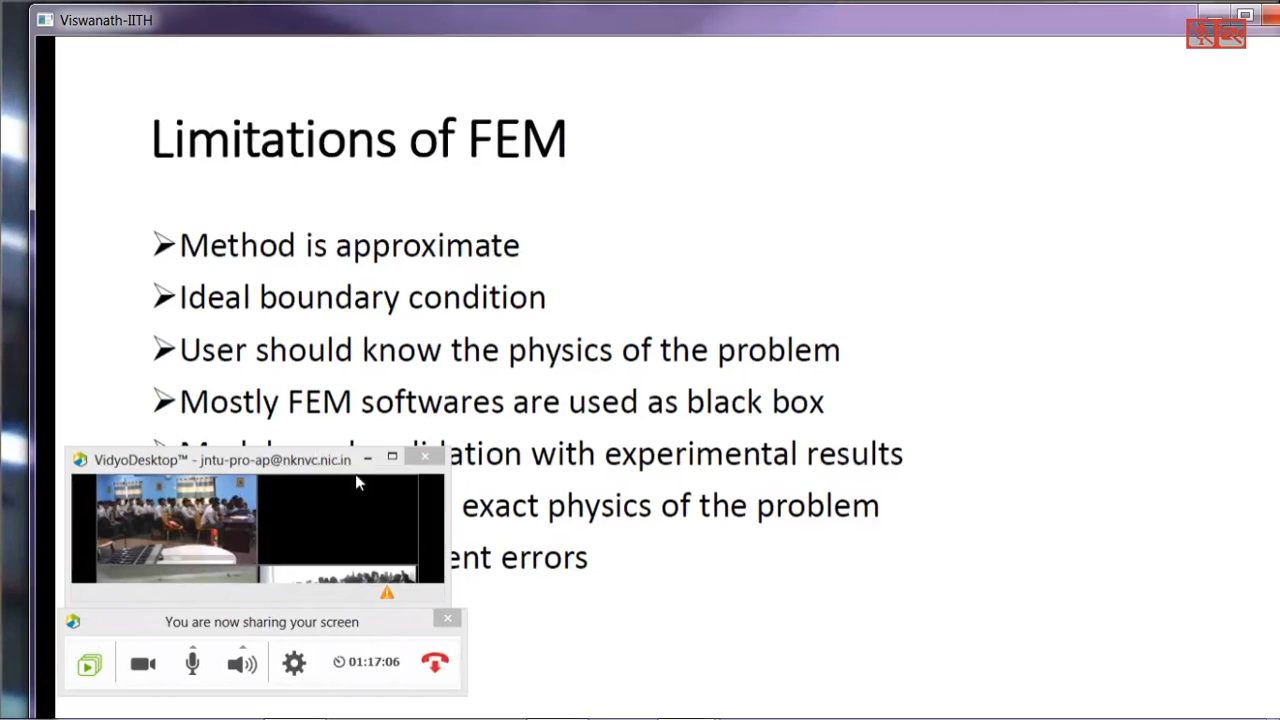 Viswanath-IITH
Limitations of FEM
Method is approximate
Ideal boundary condition
User should know the physics of the problem
Mostly FEM softwares are used as black box
with experimental results
exact physics of the problem
errors
VidyoDesktop™ - jntu-pro-ap@nknvc.nic.in
You are now sharing your screen
01:17:06